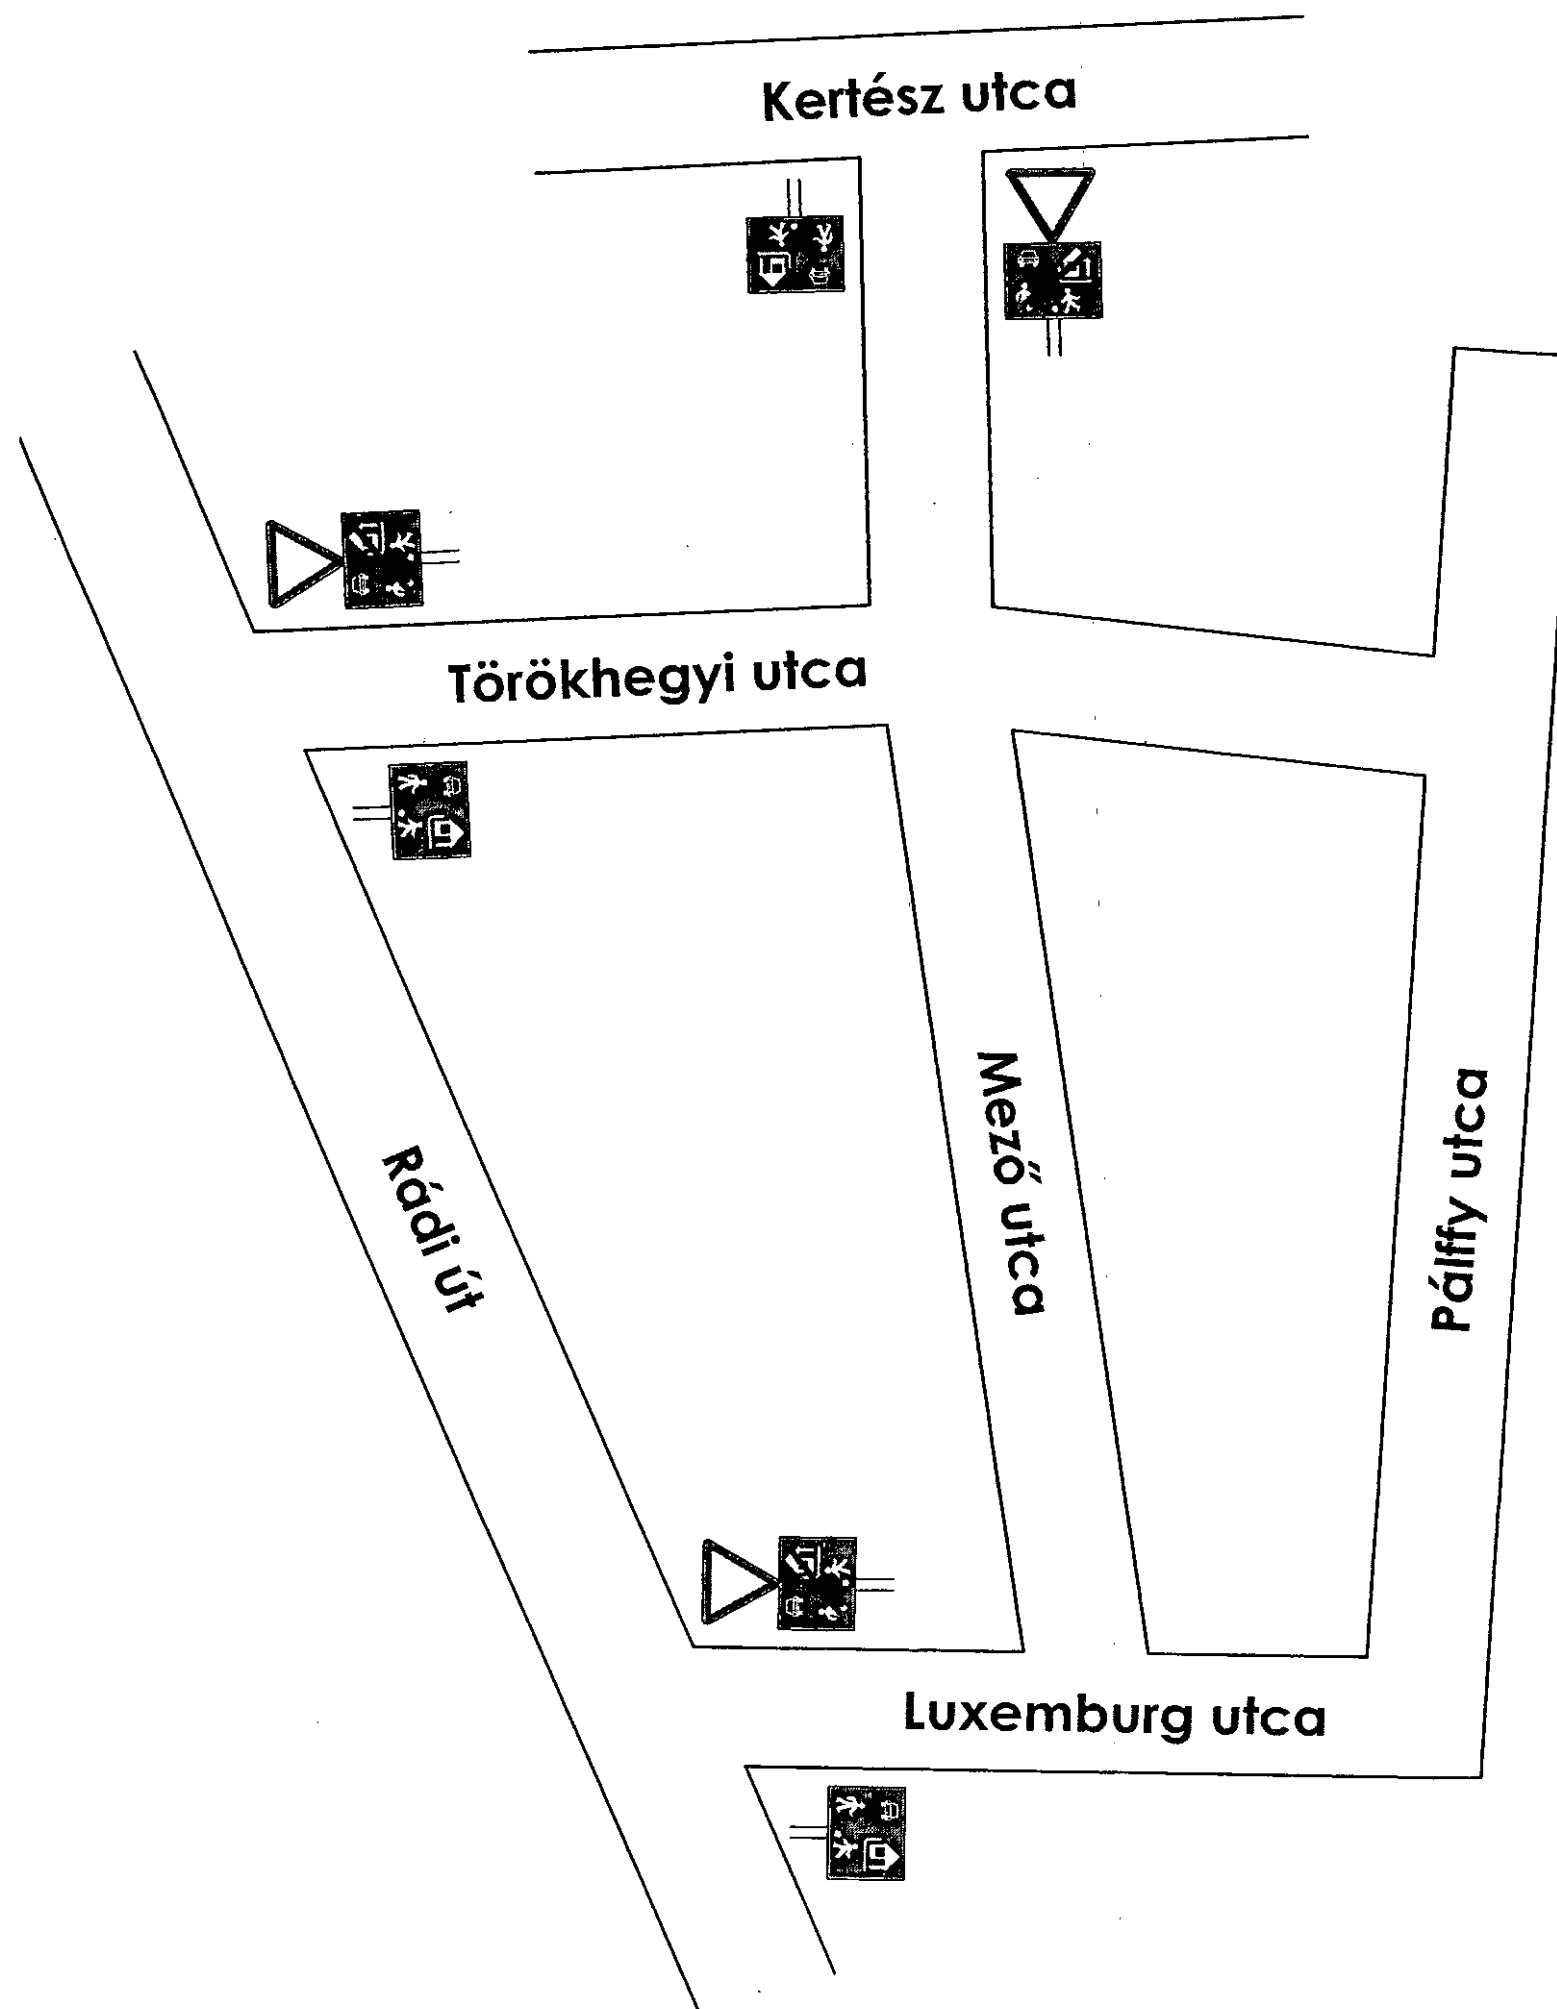 Kertész utca
Törökhegyi utca
Mező utca
Pálffy utca
Rádi út
Luxemburg utca